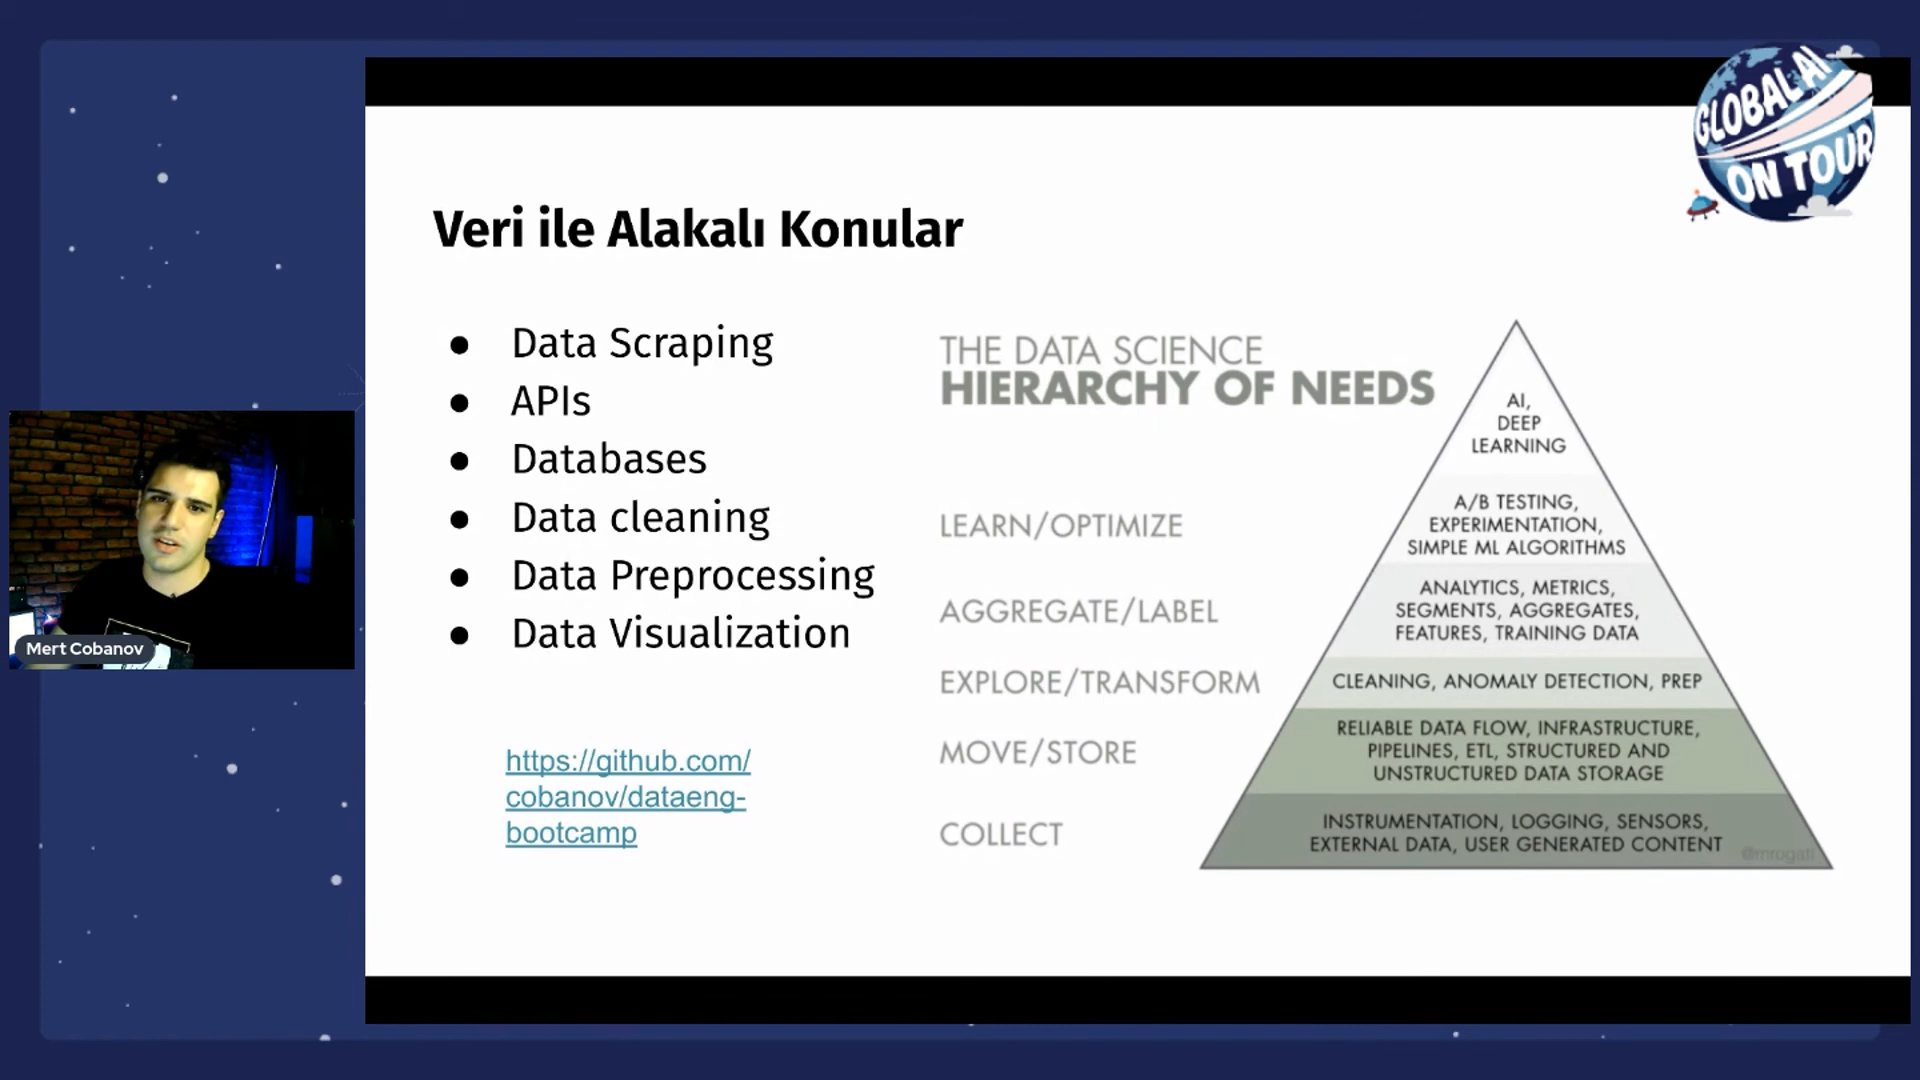 GLOBAL AI
ON TOUR
Veri ile Alakalı Konular
● Data Scraping
● APIs
● Databases
● Data cleaning
● Data Preprocessing
● Data Visualization
https://github.com/
cobanov/dataeng-
bootcamp
THE DATA SCIENCE
HIERARCHY OF NEEDS
LEARN/OPTIMIZE
AGGREGATE/LABEL
EXPLORE/TRANSFORM
MOVE/STORE
COLLECT
AI,
DEEP
LEARNING
A/B TESTING,
EXPERIMENTATION,
SIMPLE ML ALGORITHMS
ANALYTICS, METRICS,
SEGMENTS, AGGREGATES,
FEATURES, TRAINING DATA
CLEANING, ANOMALY DETECTION, PREP
RELIABLE DATA FLOW, INFRASTRUCTURE,
PIPELINES, ETL, STRUCTURED AND
UNSTRUCTURED DATA STORAGE
INSTRUMENTATION, LOGGING, SENSORS,
EXTERNAL DATA, USER GENERATED CONTENT
@mrogati
Mert Cobanov